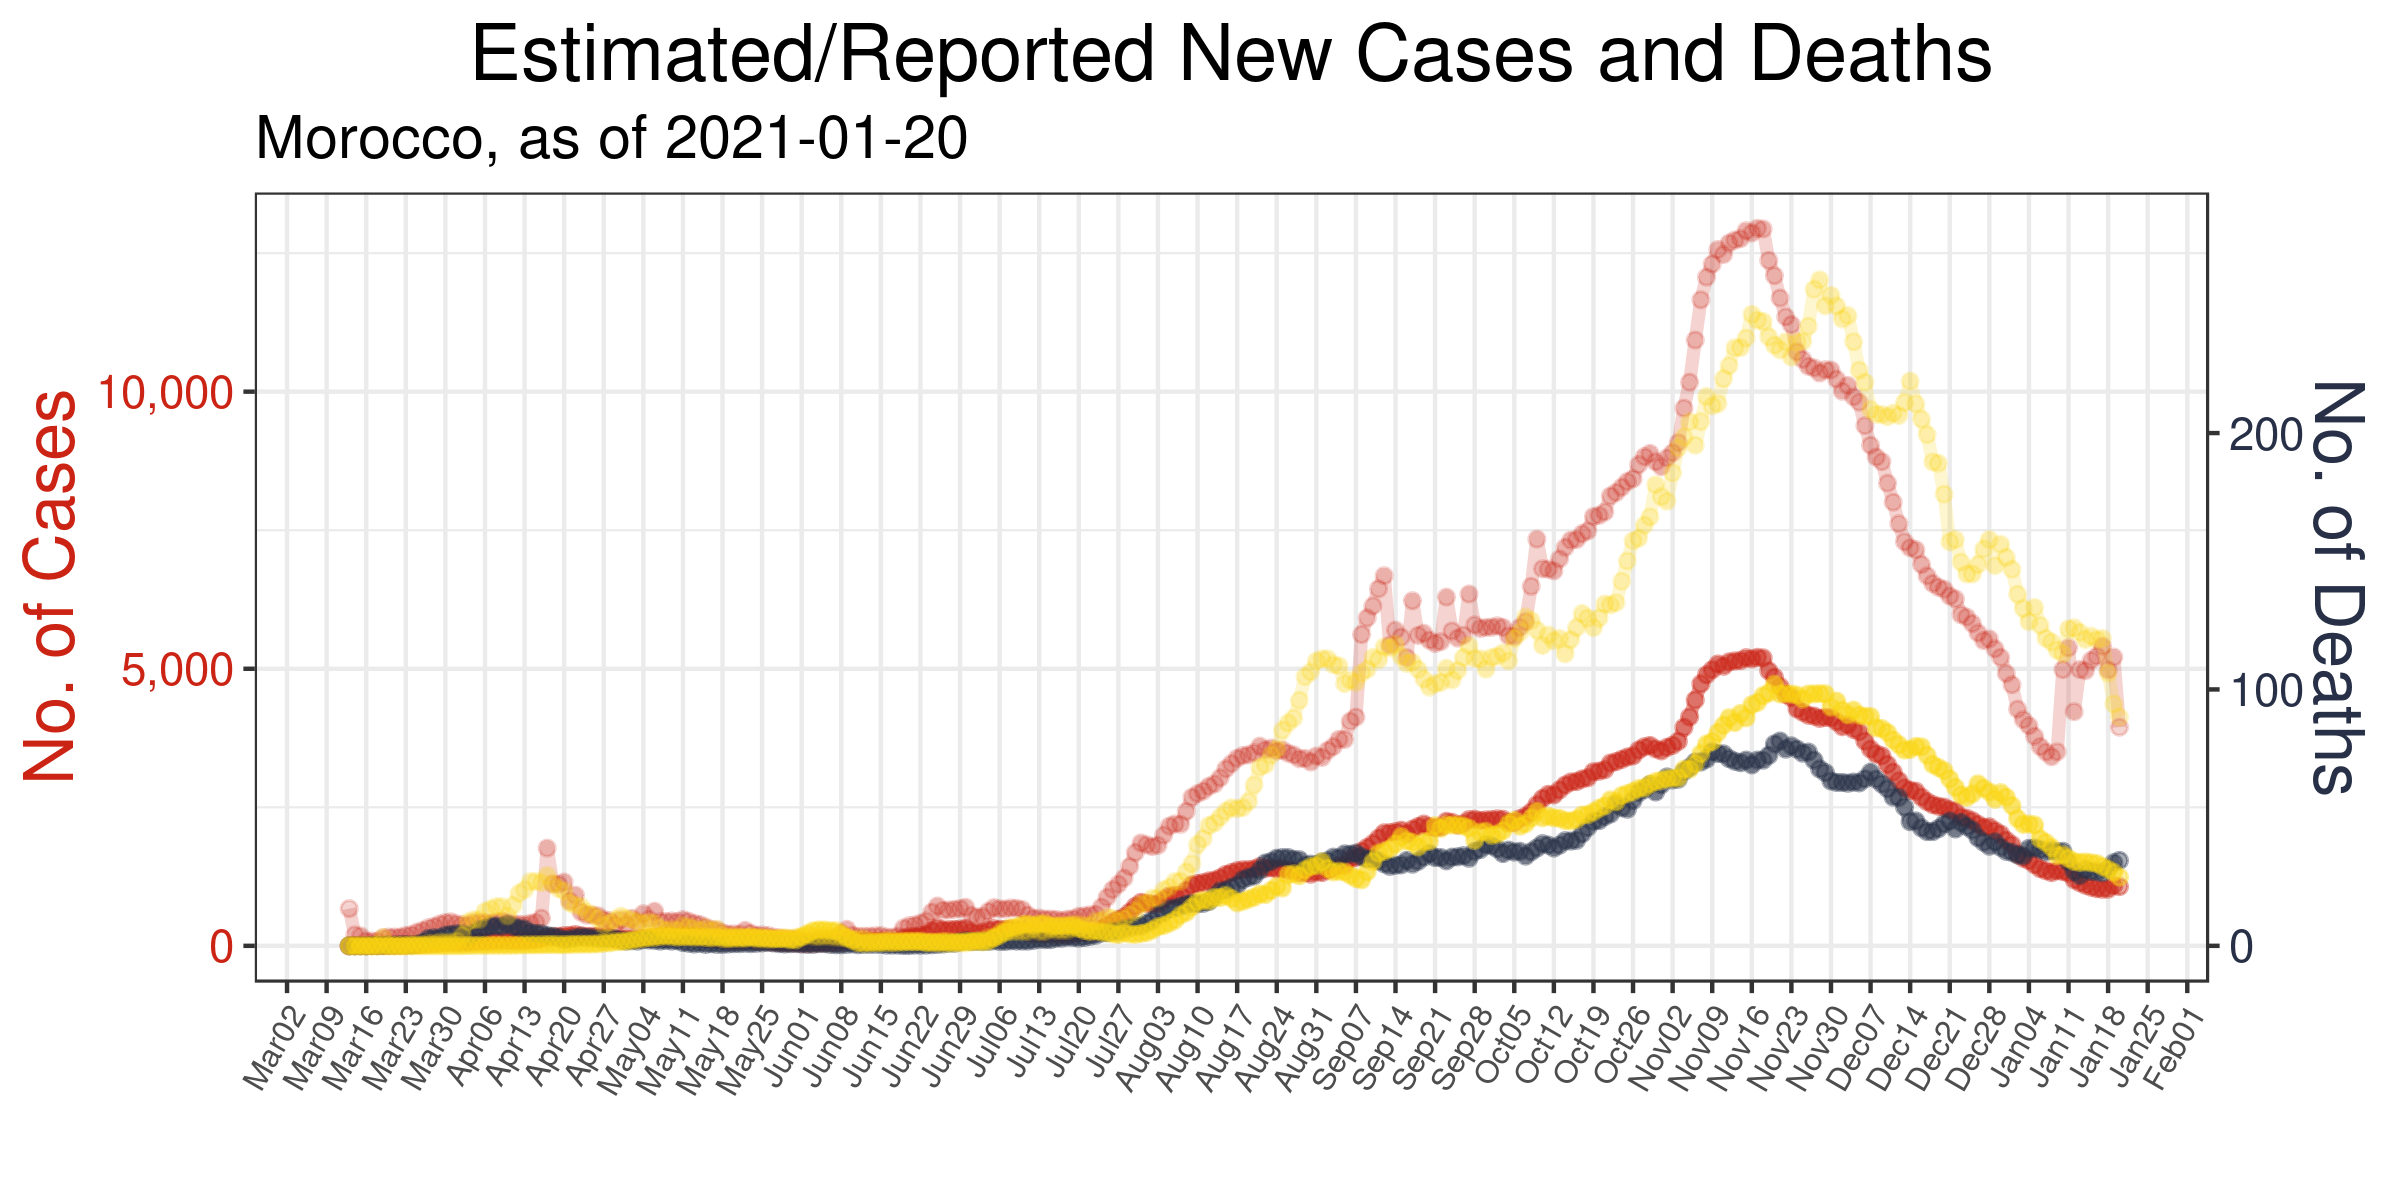 Estimated/Reported New Cases and Deaths
Morocco, as of 2021-01-20
No. of Cases
10,000
5,000
0
200
100
0
No. of Deaths
Mar02
Mar09
Mar16
Mar23
Mar30
Apr06
Apr13
Apr20
Apr27
May04
May11
May18
May25
Jun01
Jun08
Jun15
Jun22
Jun29
Jul06
Jul13
Jul20
Jul27
Aug03
Aug10
Aug17
Aug24
Aug31
Sep07
Sep14
Sep21
Sep28
Oct05
Oct12
Oct19
Oct26
Nov02
Nov09
Nov16
Nov23
Nov30
Dec07
Dec14
Dec21
Dec28
Jan04
Jan11
Jan18
Jan25
Feb01